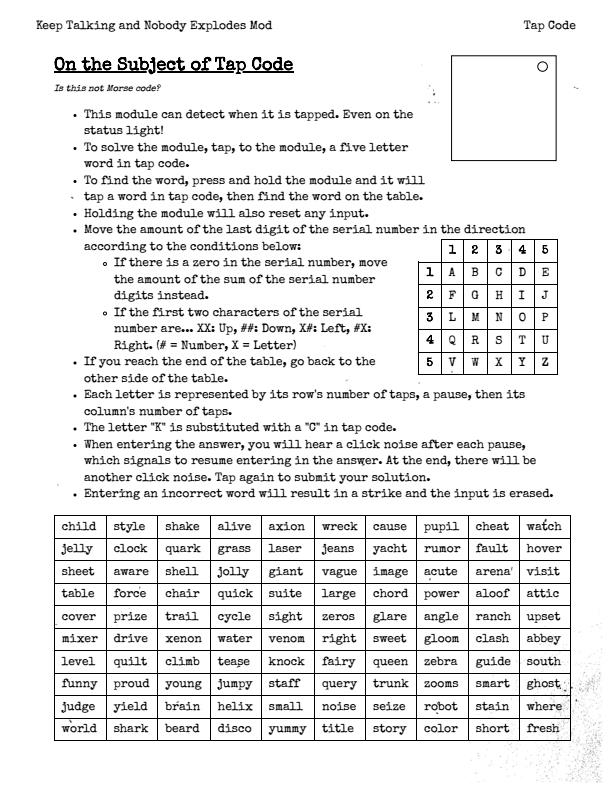 Keep Talking and Nobody Explodes Mod Tap Code
On the Subject of Tap Code
Is this not Morse code?
• This module can detect when it is tapped. Even on the
status light!
• To solve the module, tap, to the module, a five letter
word in tap code.
• To find the word, press and hold the module and it will
tap a word in tap code, then find the word on the table.
• Holding the module will also reset any input.
• Move the amount of the last digit of the serial number in the direction
according to the conditions below:
◦ If there is a zero in the serial number, move
the amount of the sum of the serial number
digits instead.
◦ If the first two characters of the serial
number are... XX: Up, ##: Down, X#: Left, #X:
Right. (# = Number, X = Letter)
• If you reach the end of the table, go back to the
other side of the table.
1 2 3 4 5
1 A B C D E
2 F G H I J
3 L M N O P
4 Q R S T U
5 V W X Y Z
• Each letter is represented by its row's number of taps, a pause, then its
column's number of taps.
• The letter "K" is substituted with a "C" in tap code.
• When entering the answer, you will hear a click noise after each pause,
which signals to resume entering in the answer. At the end, there will be
another click noise. Tap again to submit your solution.
• Entering an incorrect word will result in a strike and the input is erased.
child style shake alive axion wreck cause pupil cheat watch
jelly clock quark grass laser jeans yacht rumor fault hover
sheet aware shell jolly giant vague image acute arena visit
table force chair quick suite large chord power aloof attic
cover prize trail cycle sight zeros glare angle ranch upset
mixer drive xenon water venom right sweet gloom clash abbey
level quilt climb tease knock fairy queen zebra guide south
funny proud young jumpy staff query trunk zooms smart ghost
judge yield brain helix small noise seize robot stain where
world shark beard disco yummy title story color short fresh